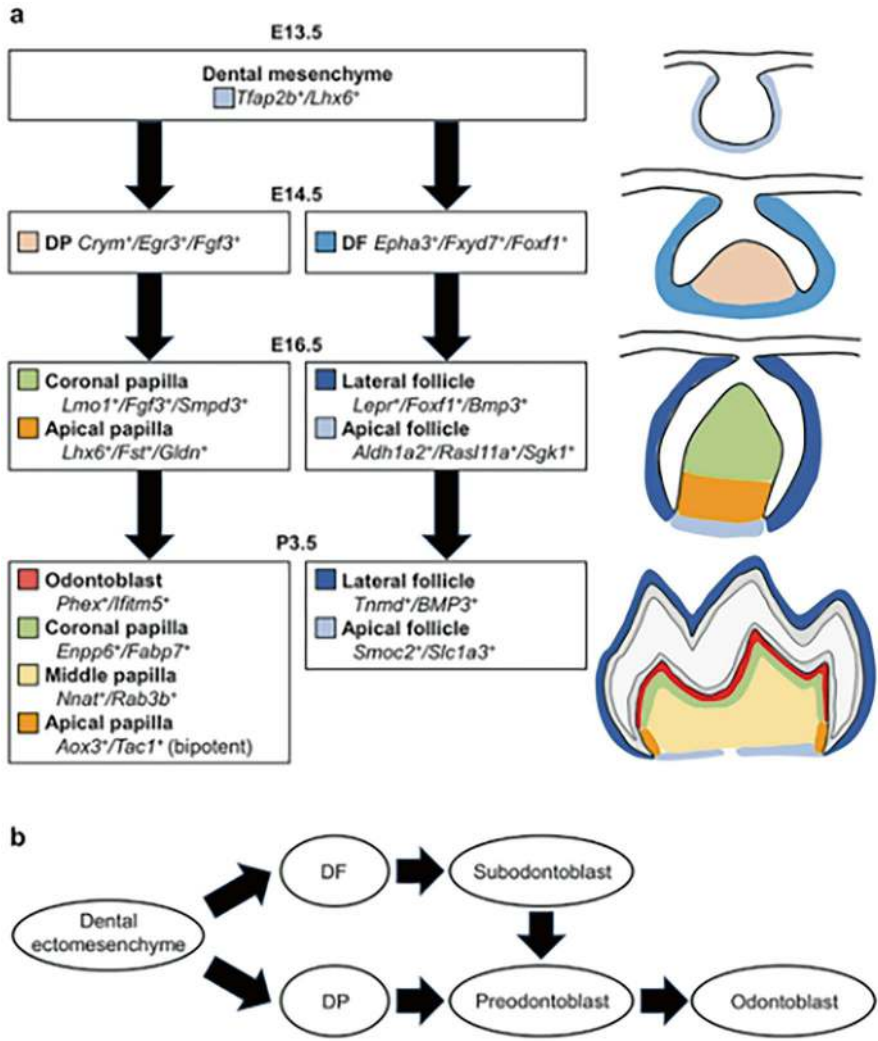 a
E13.5
Dental mesenchyme
Tfap2b⁺/Lhx6⁺
E14.5
DP Crym⁺/Egr3⁺/Fgf3⁺
DF Epha3⁺/Fxyd7⁺/Foxf1⁺
E16.5
Coronal papilla
Lmo1⁺/Fgf3⁺/Smpd3⁺
Apical papilla
Lhx6⁺/Fst⁺/Gldn⁺
Lateral follicle
Lepr⁺/Foxf1⁺/Bmp3⁺
Apical follicle
Aldh1a2⁺/Rasl11a⁺/Sgk1⁺
P3.5
Odontoblast
Phex⁺/Ifitm5⁺
Coronal papilla
Enpp6⁺/Fabp7⁺
Middle papilla
Nnat⁺/Rab3b⁺
Apical papilla
Aox3⁺/Tac1⁺ (bipotent)
Lateral follicle
Tnmd⁺/BMP3⁺
Apical follicle
Smoc2⁺/Slc1a3⁺
b
Dental
ectomesenchyme
DF
Subodontoblast
DP
Preodontoblast
Odontoblast